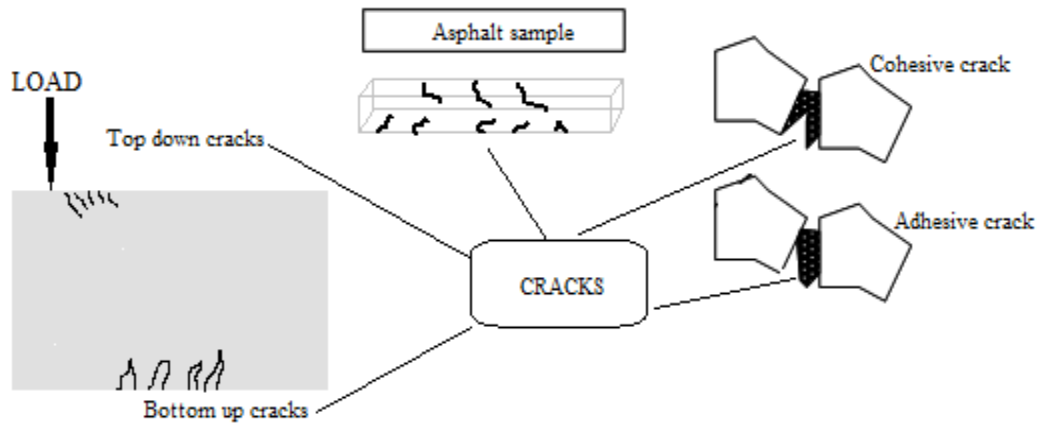 Asphalt sample
LOAD
Cohesive crack
Top down cracks
Adhesive crack
CRACKS
Bottom up cracks